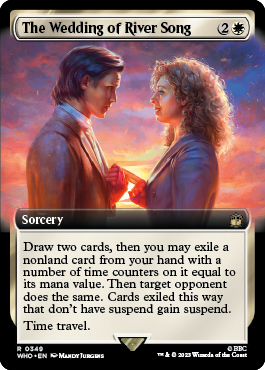 The Wedding of River Song 2
Sorcery
Draw two cards, then you may exile a
nonland card from your hand with a
number of time counters on it equal to
its mana value. Then target opponent
does the same. Cards exiled this way
that don't have suspend gain suspend.
Time travel.
R 0349
WHO • EN Mandy Jurgens
© BBC
™ & © 2023 Wizards of the Coast